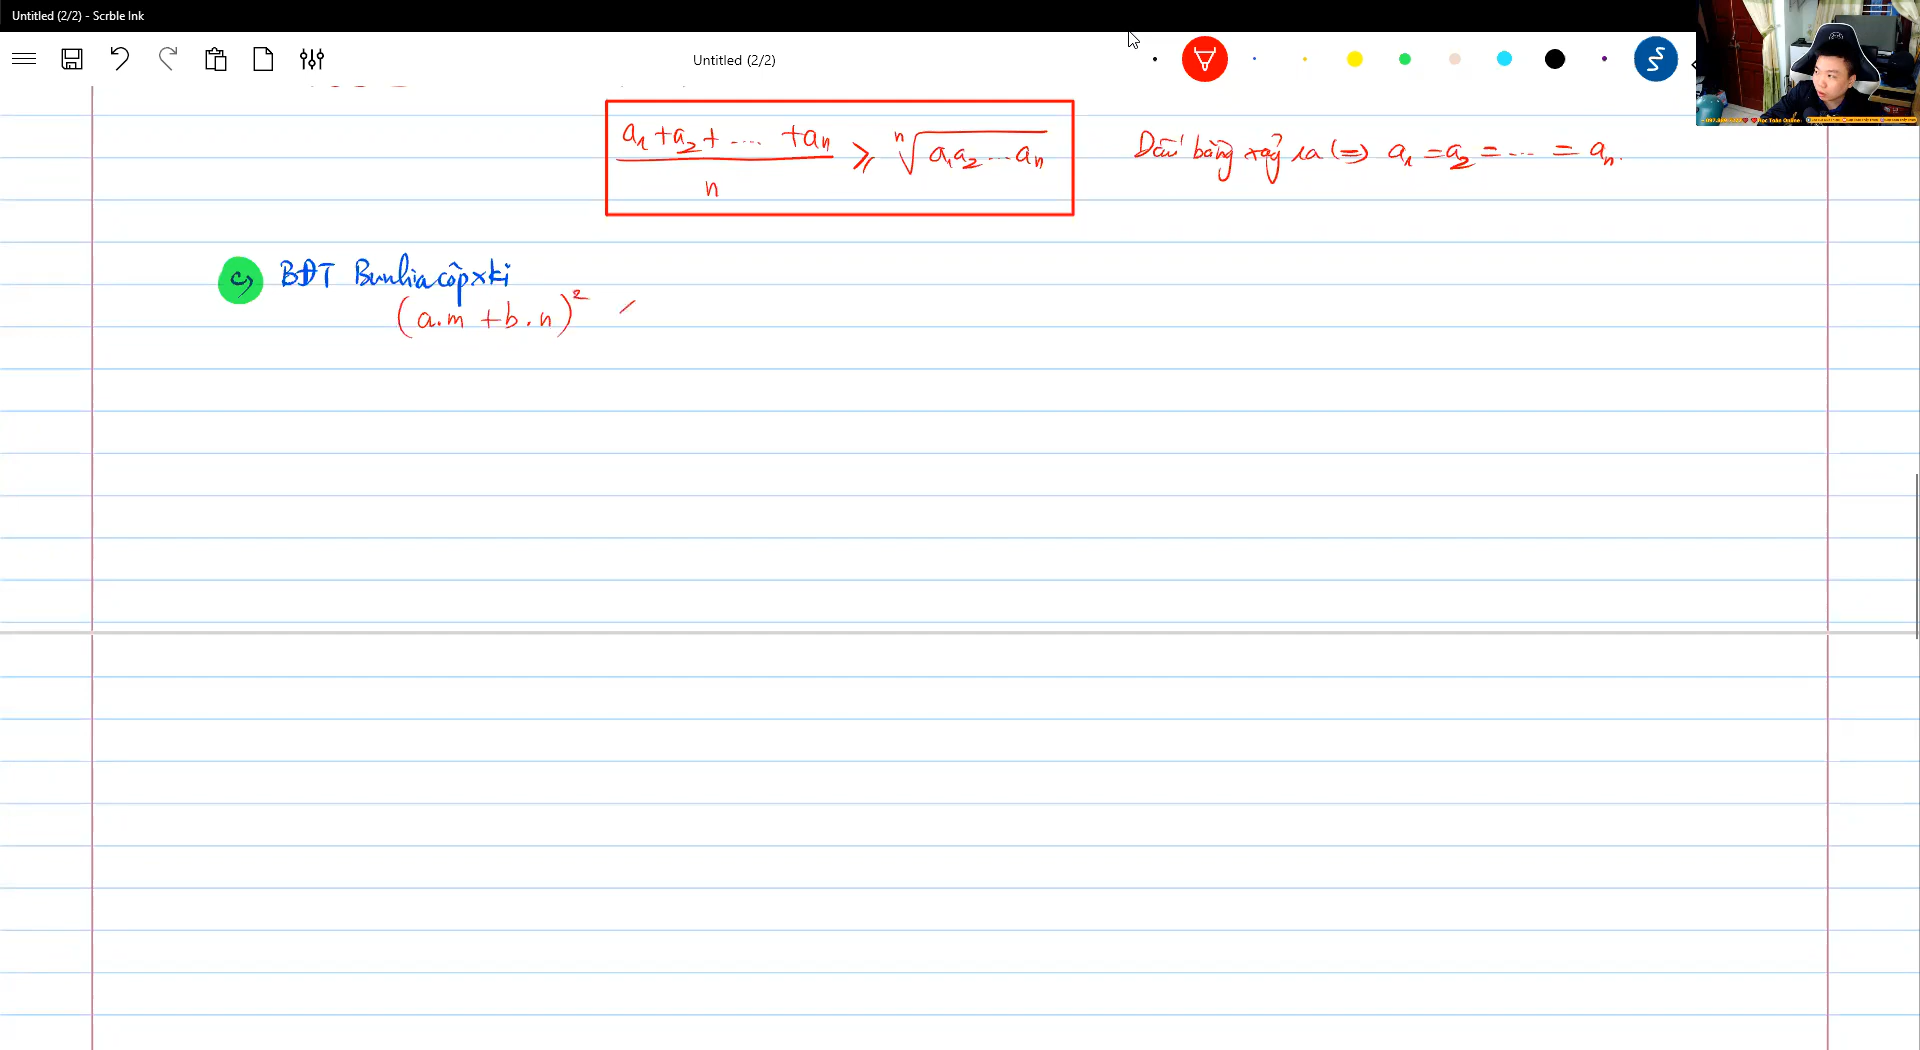 Untitled (2/2) - Scrble Ink
Untitled (2/2)
a₁ + a₂ + .... + aₙ / n ≥ ⁿ√a₁a₂...aₙ Dấu bằng xảy ra (=) a₁ = a₂ = ... = aₙ.
c) BĐT Bunhiacôpxki
(a.m + b.n)²